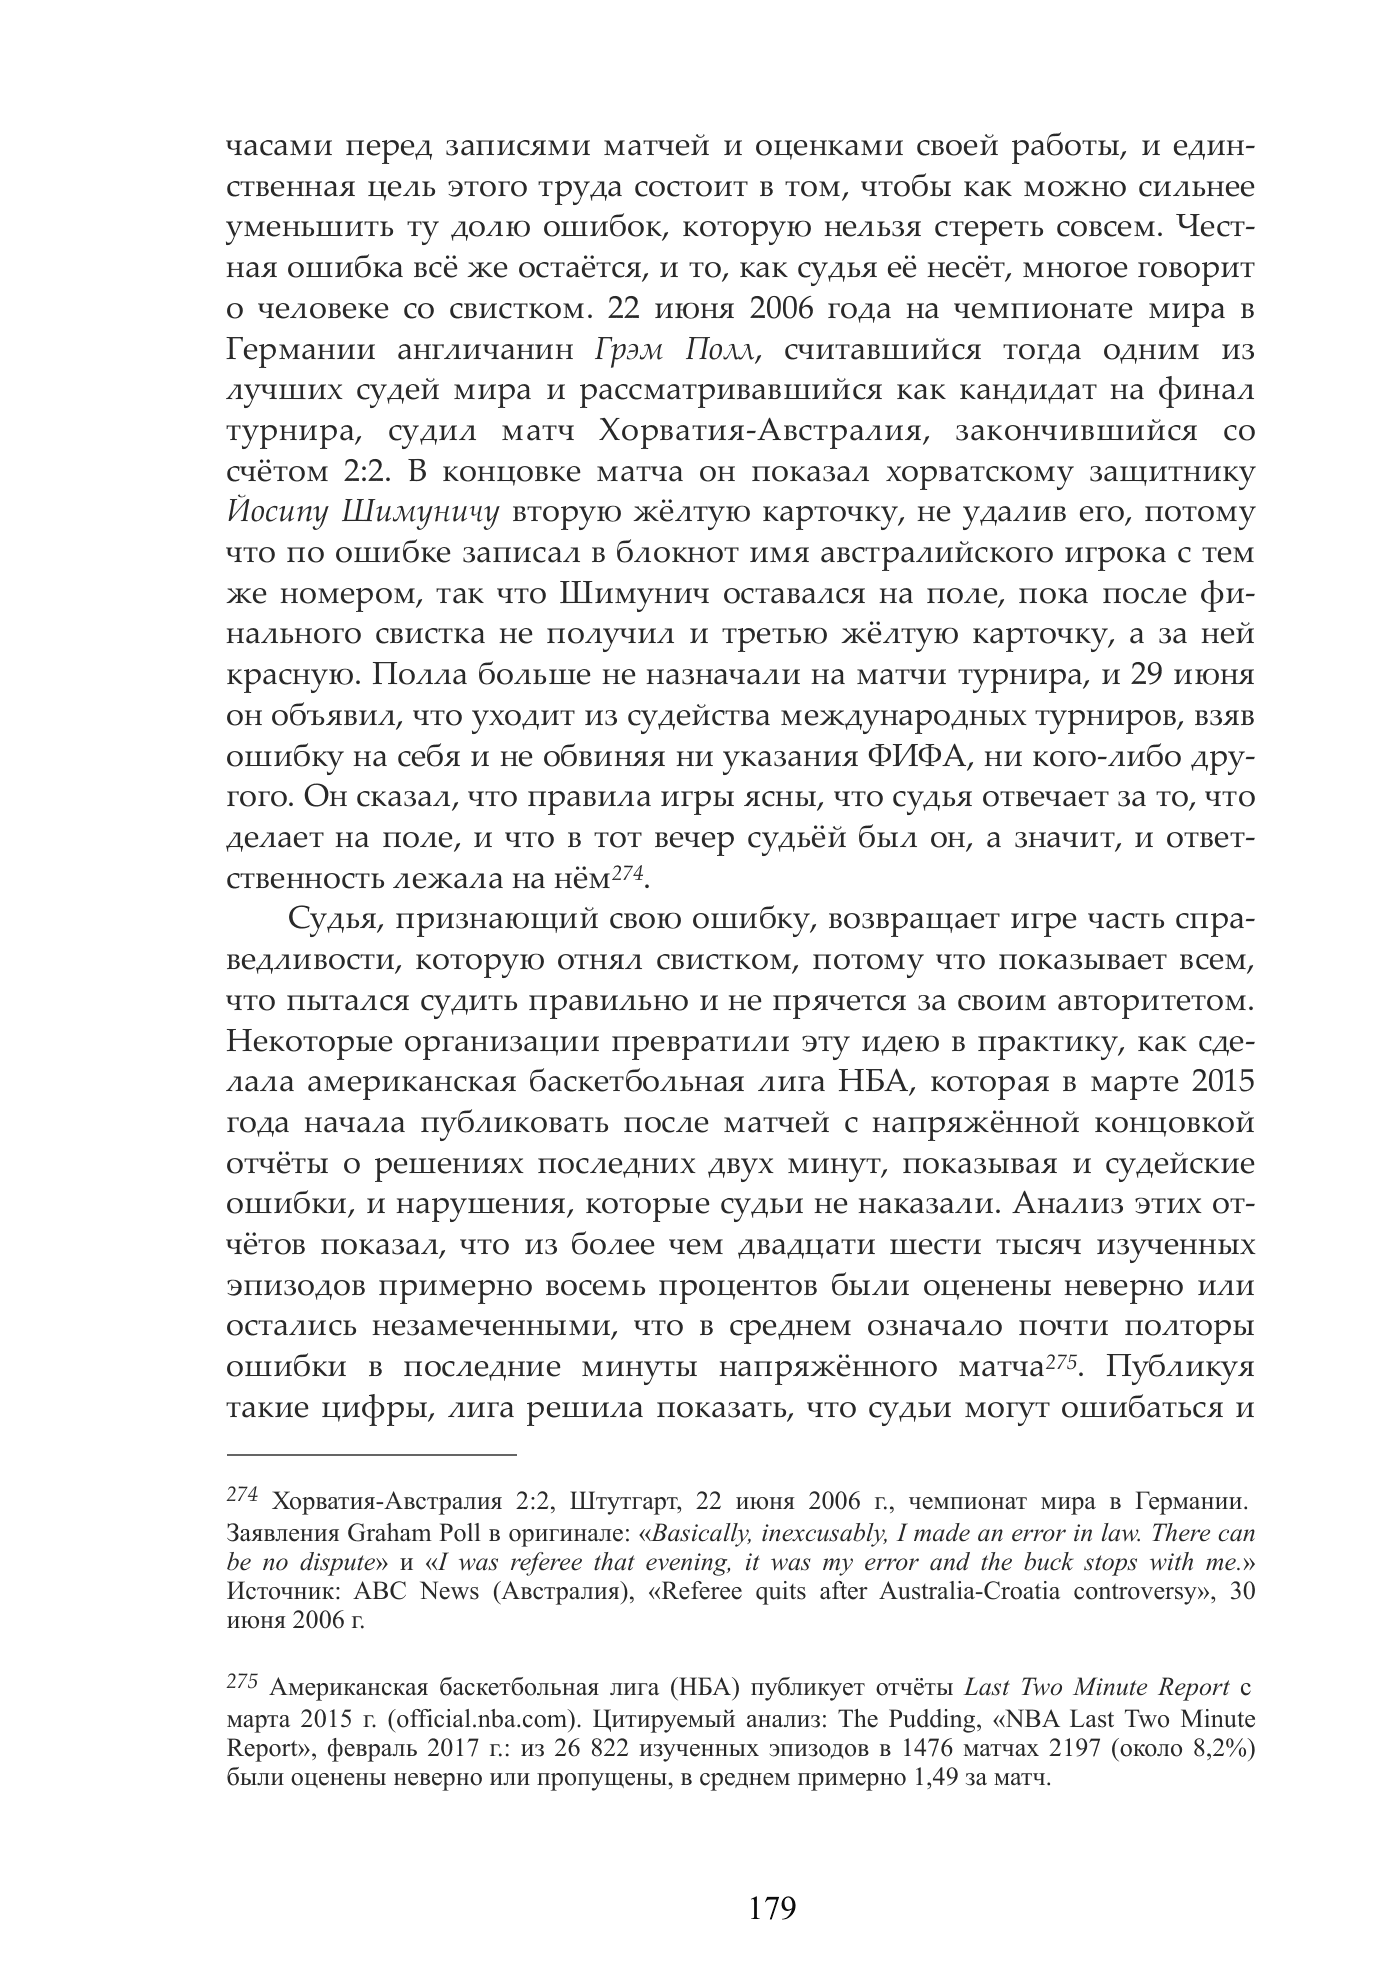 часами перед записями матчей и оценками своей работы, и един-
ственная цель этого труда состоит в том, чтобы как можно сильнее
уменьшить ту долю ошибок, которую нельзя стереть совсем. Чест-
ная ошибка всё же остаётся, и то, как судья её несёт, многое говорит
о человеке со свистком. 22 июня 2006 года на чемпионате мира в
Германии англичанин Грэм Полл, считавшийся тогда одним из
лучших судей мира и рассматривавшийся как кандидат на финал
турнира, судил матч Хорватия-Австралия, закончившийся со
счётом 2:2. В концовке матча он показал хорватскому защитнику
Йосипу Шимуничу вторую жёлтую карточку, не удалив его, потому
что по ошибке записал в блокнот имя австралийского игрока с тем
же номером, так что Шимунич оставался на поле, пока после фи-
нального свистка не получил и третью жёлтую карточку, а за ней
красную. Полла больше не назначали на матчи турнира, и 29 июня
он объявил, что уходит из судейства международных турниров, взяв
ошибку на себя и не обвиняя ни указания ФИФА, ни кого-либо дру-
гого. Он сказал, что правила игры ясны, что судья отвечает за то, что
делает на поле, и что в тот вечер судьёй был он, а значит, и ответ-
ственность лежала на нём274.
Судья, признающий свою ошибку, возвращает игре часть спра-
ведливости, которую отнял свистком, потому что показывает всем,
что пытался судить правильно и не прячется за своим авторитетом.
Некоторые организации превратили эту идею в практику, как сде-
лала американская баскетбольная лига НБА, которая в марте 2015
года начала публиковать после матчей с напряжённой концовкой
отчёты о решениях последних двух минут, показывая и судейские
ошибки, и нарушения, которые судьи не наказали. Анализ этих от-
чётов показал, что из более чем двадцати шести тысяч изученных
эпизодов примерно восемь процентов были оценены неверно или
остались незамеченными, что в среднем означало почти полторы
ошибки в последние минуты напряжённого матча275. Публикуя
такие цифры, лига решила показать, что судьи могут ошибаться и
274 Хорватия-Австралия 2:2, Штутгарт, 22 июня 2006 г., чемпионат мира в Германии.
Заявления Graham Poll в оригинале: «Basically, inexcusably, I made an error in law. There can
be no dispute» и «I was referee that evening, it was my error and the buck stops with me.»
Источник: ABC News (Австралия), «Referee quits after Australia-Croatia controversy», 30
июня 2006 г.
275 Американская баскетбольная лига (НБА) публикует отчёты Last Two Minute Report с
марта 2015 г. (official.nba.com). Цитируемый анализ: The Pudding, «NBA Last Two Minute
Report», февраль 2017 г.: из 26 822 изученных эпизодов в 1476 матчах 2197 (около 8,2%)
были оценены неверно или пропущены, в среднем примерно 1,49 за матч.
179